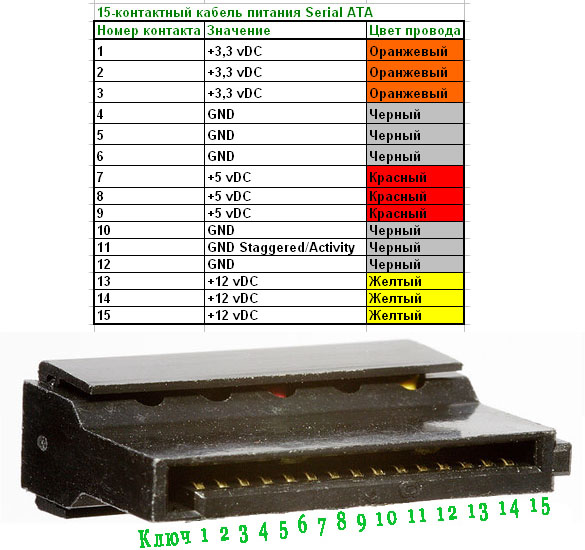 15-контактный кабель питания Serial ATA
Номер контакта Значение Цвет провода
1 +3,3 vDC Оранжевый
2 +3,3 vDC Оранжевый
3 +3,3 vDC Оранжевый
4 GND Черный
5 GND Черный
6 GND Черный
7 +5 vDC Красный
8 +5 vDC Красный
9 +5 vDC Красный
10 GND Черный
11 GND Staggered/Activity Черный
12 GND Черный
13 +12 vDC Желтый
14 +12 vDC Желтый
15 +12 vDC Желтый
Ключ 1 2 3 4 5 6 7 8 9 10 11 12 13 14 15